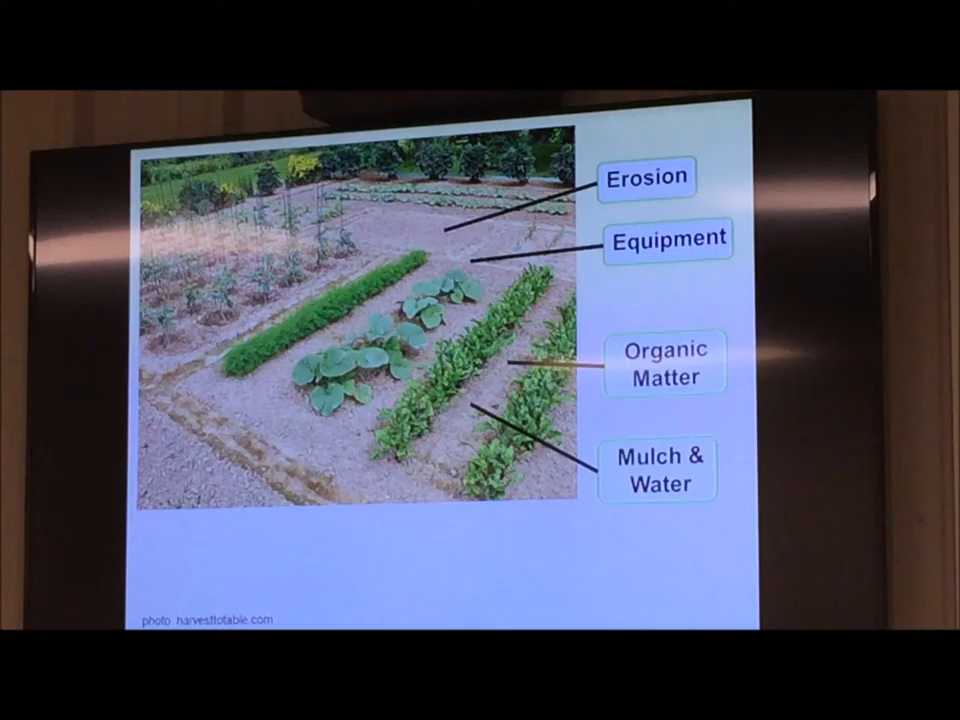 Erosion
Equipment
Organic
Matter
Mulch &
Water
photo harvesttotable.com